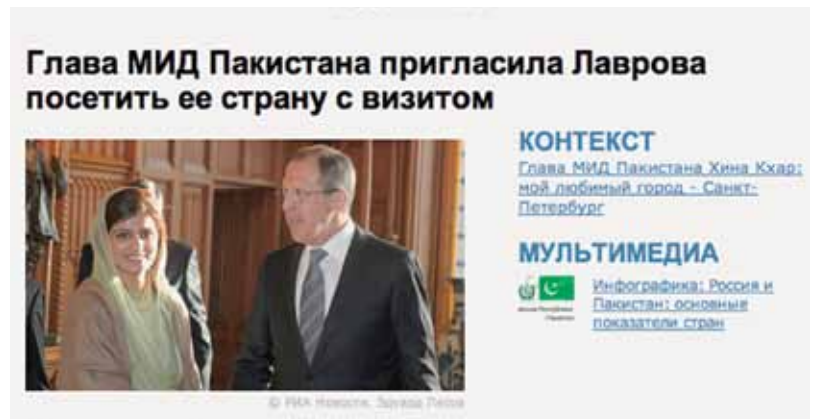 Глава МИД Пакистана пригласила Лаврова
посетить ее страну с визитом
КОНТЕКСТ
Глава МИД Пакистана Хина Кхар:
мой любимый город - Санкт-
Петербург
МУЛЬТИМЕДИА
Инфографика: Россия и
Пакистан: основные
показатели стран
© РИА Новости.